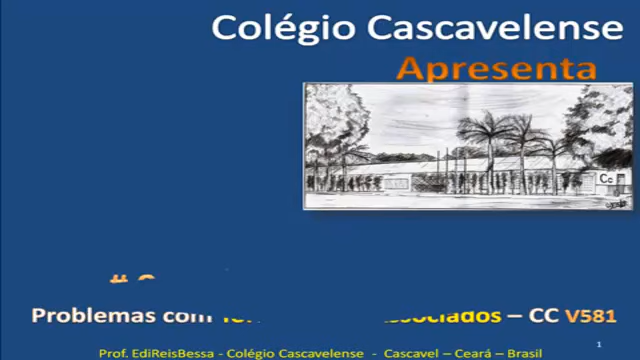 Colégio Cascavelense
Apresenta
Cc
Problemas com – CC V581
1
Prof. EdiReisBessa - Colégio Cascavelense - Cascavel – Ceará – Brasil